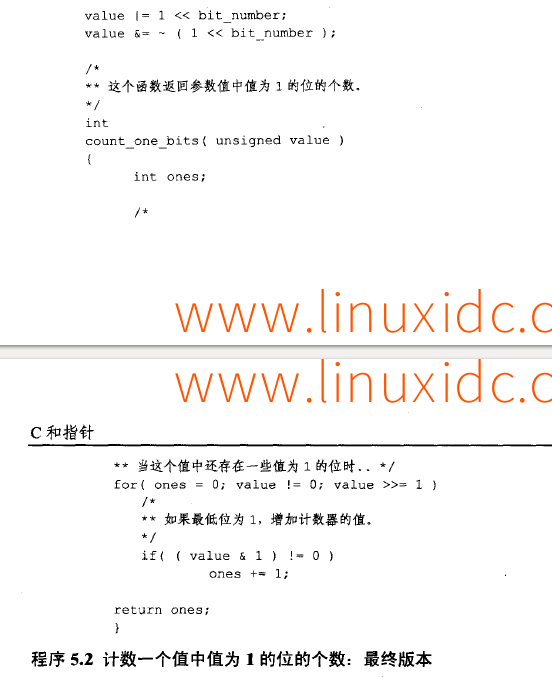 value |= 1 << bit_number;
value &= ~ ( 1 << bit_number );
/*
** 这个函数返回参数值中值为 1 的位的个数.
*/
int
count_one_bits( unsigned value )
{
int ones;
/*
www.linuxidc.c
www.linuxidc.c
C 和指针
** 当这个值中还存在一些值为 1 的位时.. */
for( ones = 0; value != 0; value >>= 1 )
/*
** 如果最低位为 1，增加计数器的值。
*/
if( ( value & 1 ) != 0 )
ones += 1;
return ones;
}
程序 5.2 计数一个值中值为 1 的位的个数：最终版本